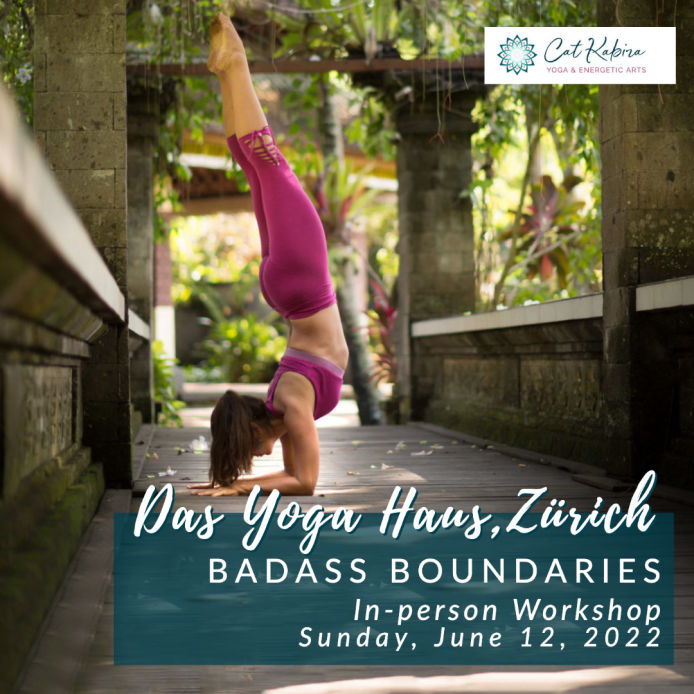 Cat Kabira
YOGA & ENERGETIC ARTS
Das Yoga Haus, Zürich
BADASS BOUNDARIES
In-person Workshop
Sunday, June 12, 2022